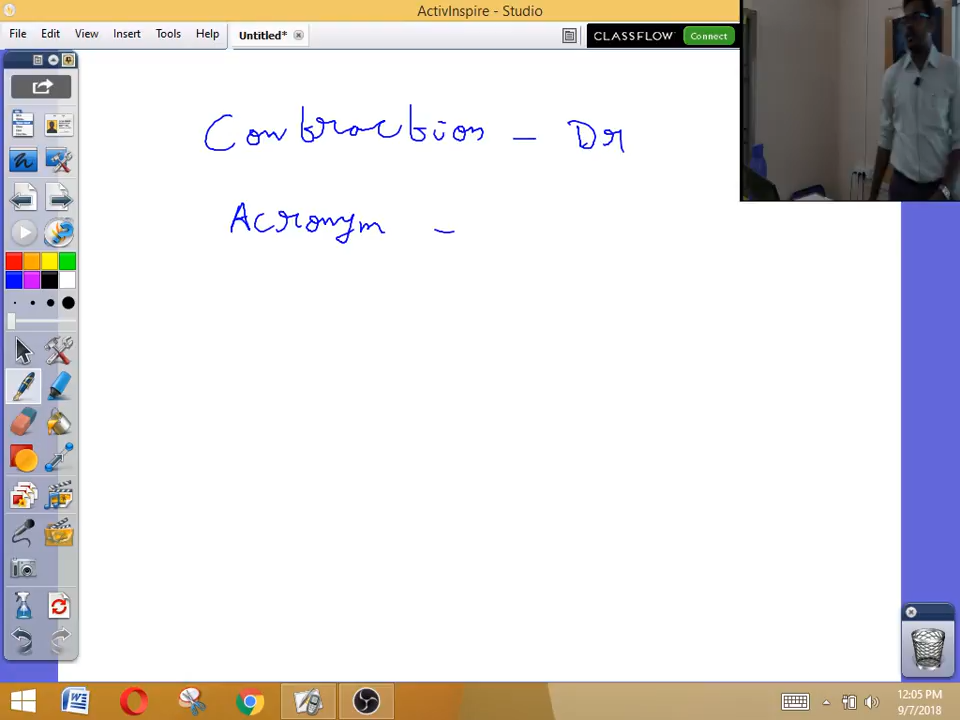 ActivInspire - Studio
File Edit View Insert Tools Help Untitled* CLASSFLOW Connect
Contraction - Dr
Acronym -
12:05 PM
9/7/2018